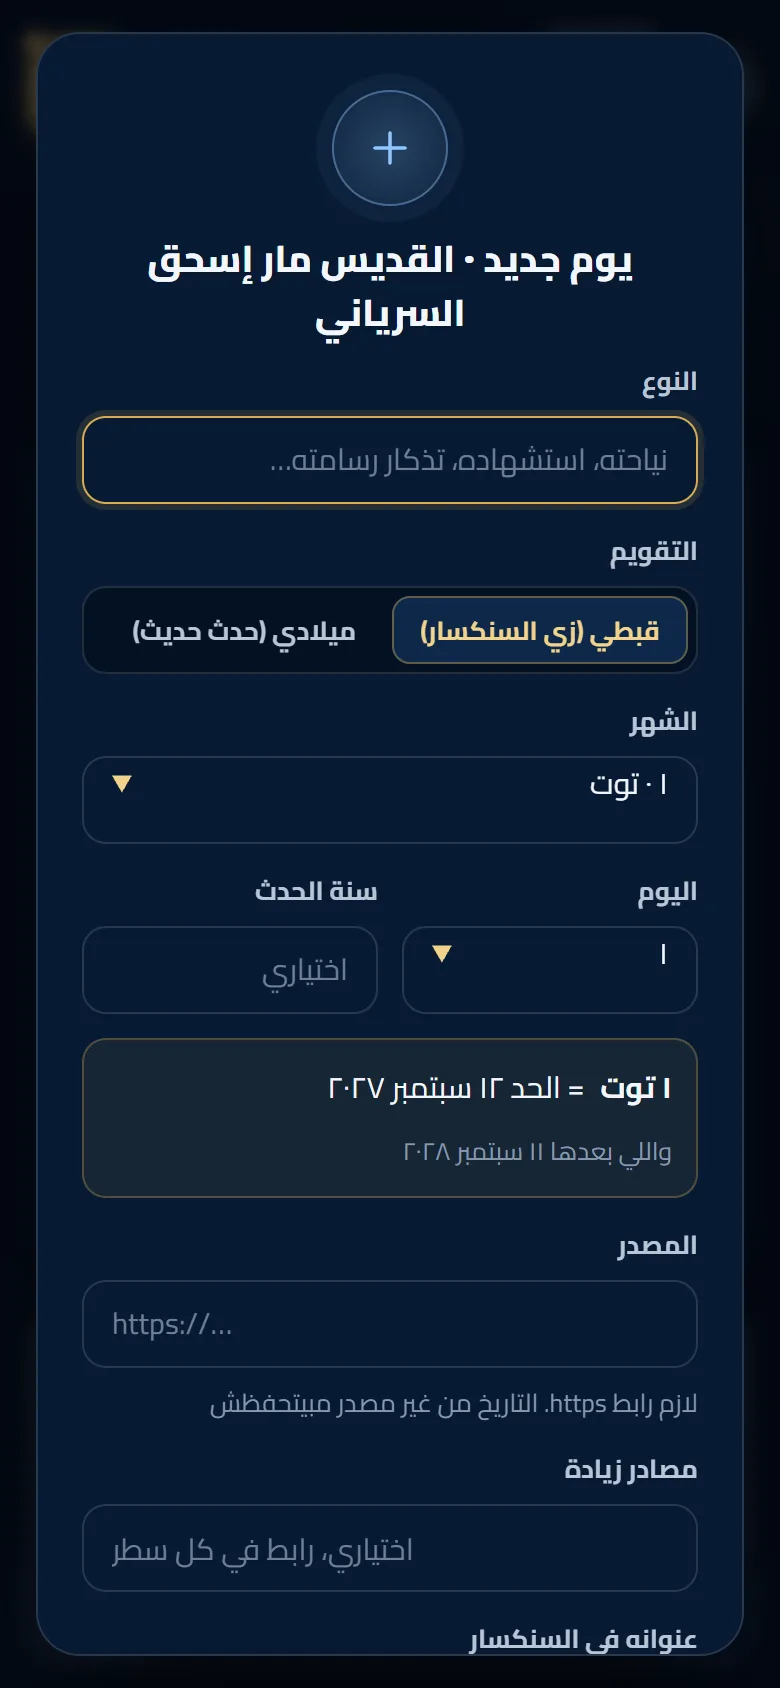 يوم جديد · القديس مار إسحق
السرياني
النوع
نياحته، استشهاده، تذكار رسامته...
التقويم
قبطي (زي السنكسار)
ميلادي (حدث حديث)
الشهر
١ · توت
اليوم
سنة الحدث
١
اختياري
١ توت = الحد ١٢ سبتمبر ٢٠٢٧
واللي بعدها ١١ سبتمبر ٢٠٢٨
المصدر
https://...
لازم رابط https. التاريخ من غير مصدر مبيتحفظش
مصادر زيادة
اختياري، رابط في كل سطر
عنوانه في السنكسار